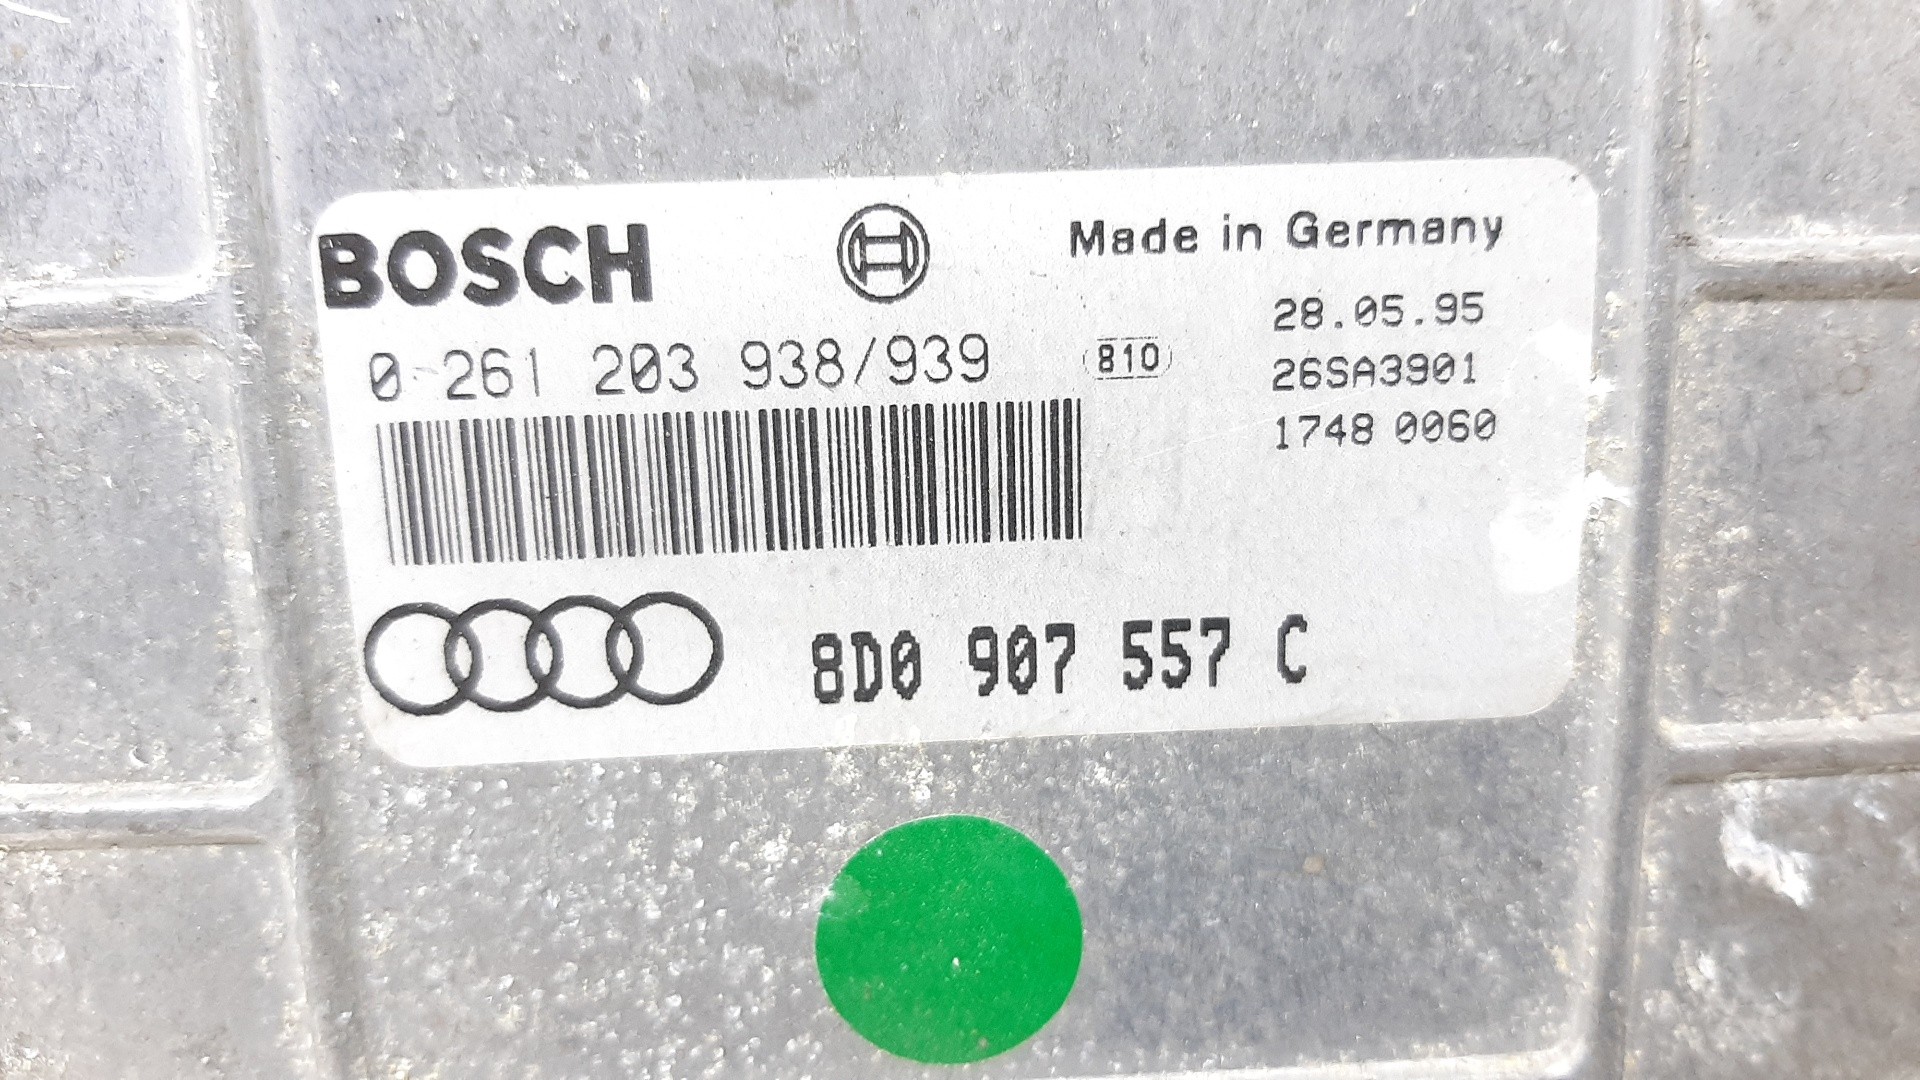 BOSCH
Made in Germany
28.05.95
0 261 203 938/939
810
26SA3901
1748 0060
8D0 907 557 C